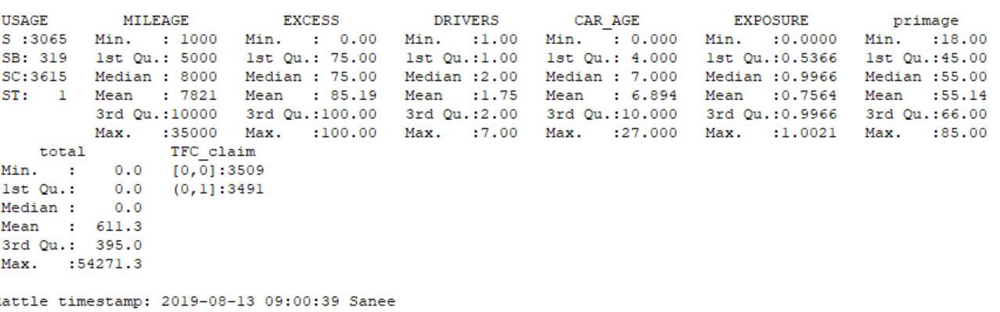 USAGE MILEAGE EXCESS DRIVERS CAR_AGE EXPOSURE primage
S :3065 Min. : 1000 Min. : 0.00 Min. :1.00 Min. : 0.000 Min. :0.0000 Min. :18.00
SB: 319 1st Qu.: 5000 1st Qu.: 75.00 1st Qu.:1.00 1st Qu.: 4.000 1st Qu.:0.5366 1st Qu.:45.00
SC:3615 Median : 8000 Median : 75.00 Median :2.00 Median : 7.000 Median :0.9966 Median :55.00
ST: 1 Mean : 7821 Mean : 85.19 Mean :1.75 Mean : 6.894 Mean :0.7564 Mean :55.14
3rd Qu.:10000 3rd Qu.:100.00 3rd Qu.:2.00 3rd Qu.:10.000 3rd Qu.:0.9966 3rd Qu.:66.00
Max. :35000 Max. :100.00 Max. :7.00 Max. :27.000 Max. :1.0021 Max. :85.00
total TFC_claim
Min. : 0.0 [0,0]:3509
1st Qu.: 0.0 (0,1]:3491
Median : 0.0
Mean : 611.3
3rd Qu.: 395.0
Max. :54271.3
attle timestamp: 2019-08-13 09:00:39 Sanee